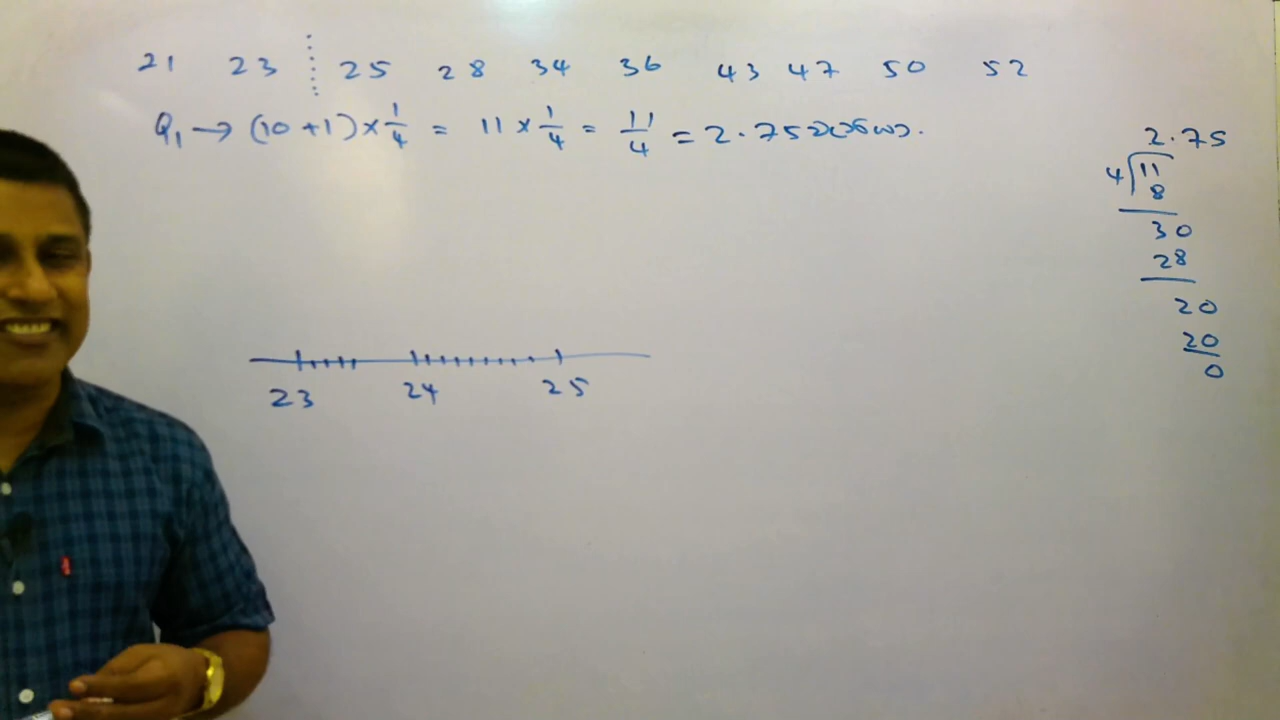 21 23 25 28 34 36 43 47 50 52
Q₁ → (10 + 1) × 1/4 = 11 × 1/4 = 11/4 = 2.75
2.75
4 11
8
30
28
20
20
0
23 24 25